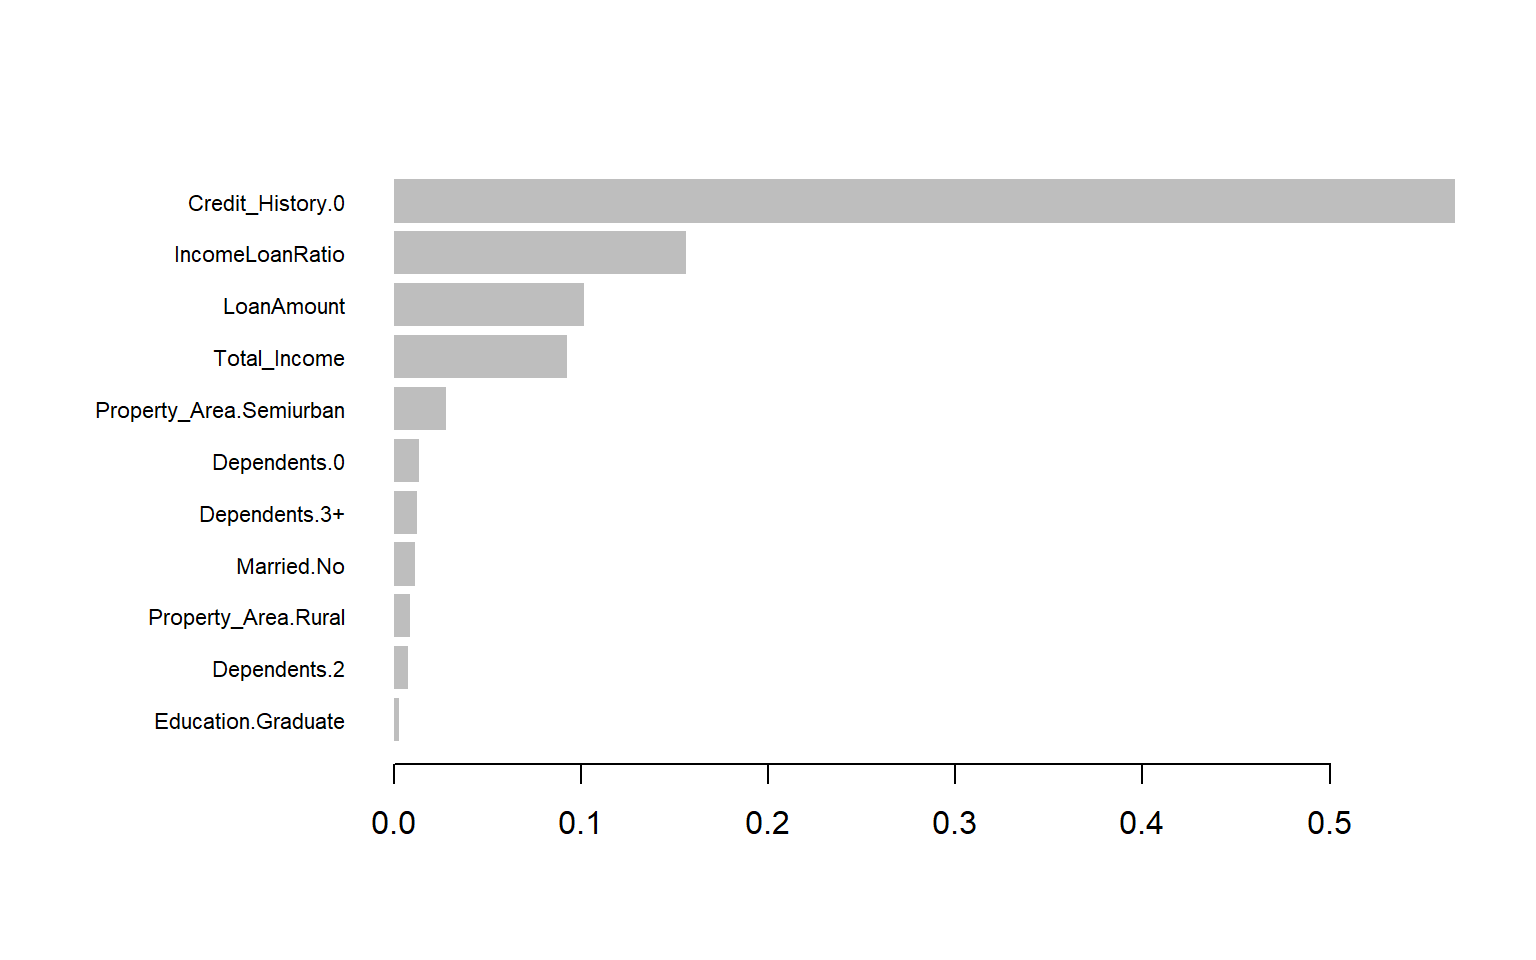 Credit_History.0
IncomeLoanRatio
LoanAmount
Total_Income
Property_Area.Semiurban
Dependents.0
Dependents.3+
Married.No
Property_Area.Rural
Dependents.2
Education.Graduate
0.0 0.1 0.2 0.3 0.4 0.5